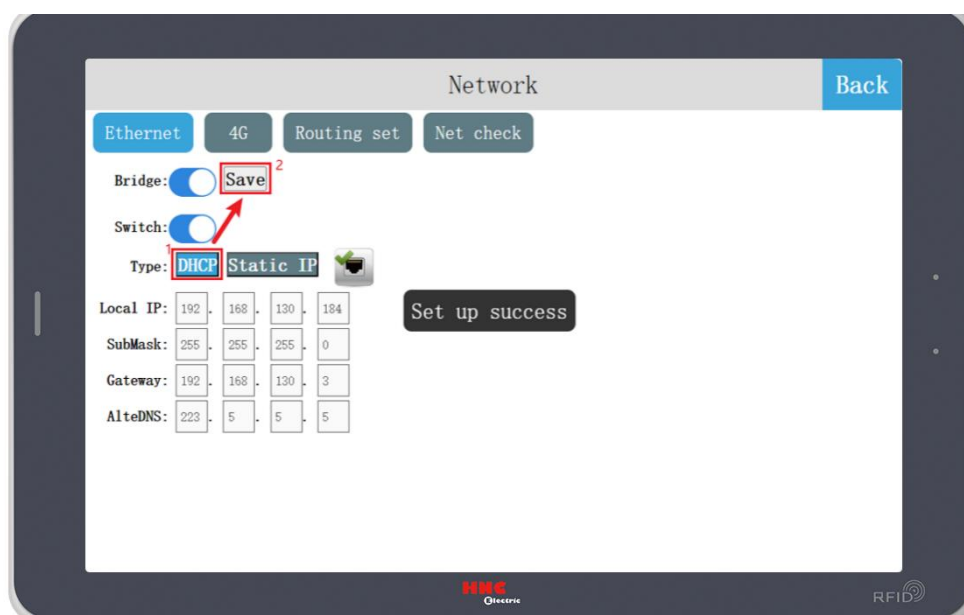 Network
Back
Ethernet
4G
Routing set
Net check
Bridge:
Save
2
Switch:
1
Type: DHCP Static IP
Local IP: 192. 168. 130. 184
Set up success
SubMask: 255. 255. 255. 0
Gateway: 192. 168. 130. 3
AlteDNS: 223. 5. 5. 5
HNC
Electric
RFID